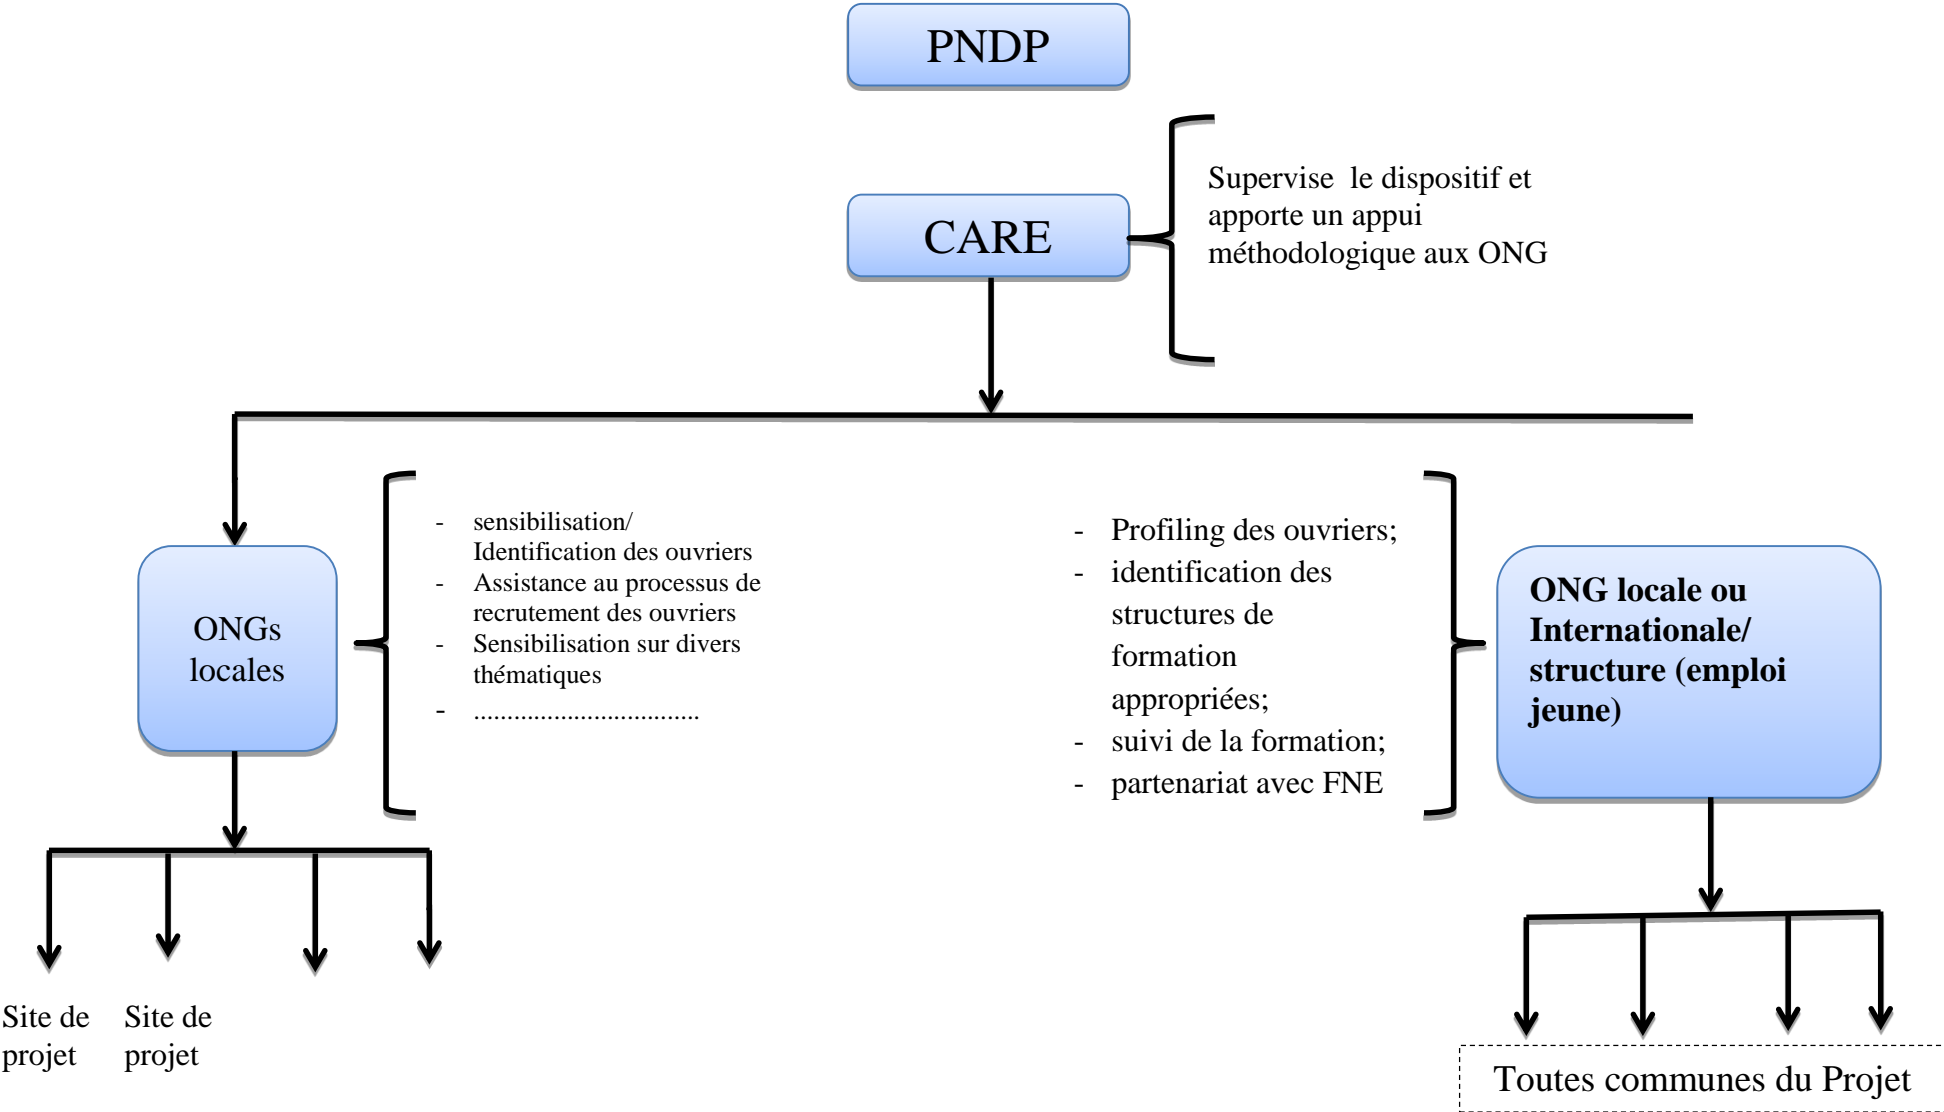 PNDP
CARE
Supervise le dispositif et
apporte un appui
méthodologique aux ONG
ONGs
locales
- sensibilisation/
Identification des ouvriers
- Assistance au processus de
recrutement des ouvriers
- Sensibilisation sur divers
thématiques
- ..................................
- Profiling des ouvriers;
- identification des
structures de
formation
appropriées;
- suivi de la formation;
- partenariat avec FNE
ONG locale ou
Internationale/
structure (emploi
jeune)
Site de
projet
Site de
projet
Toutes communes du Projet